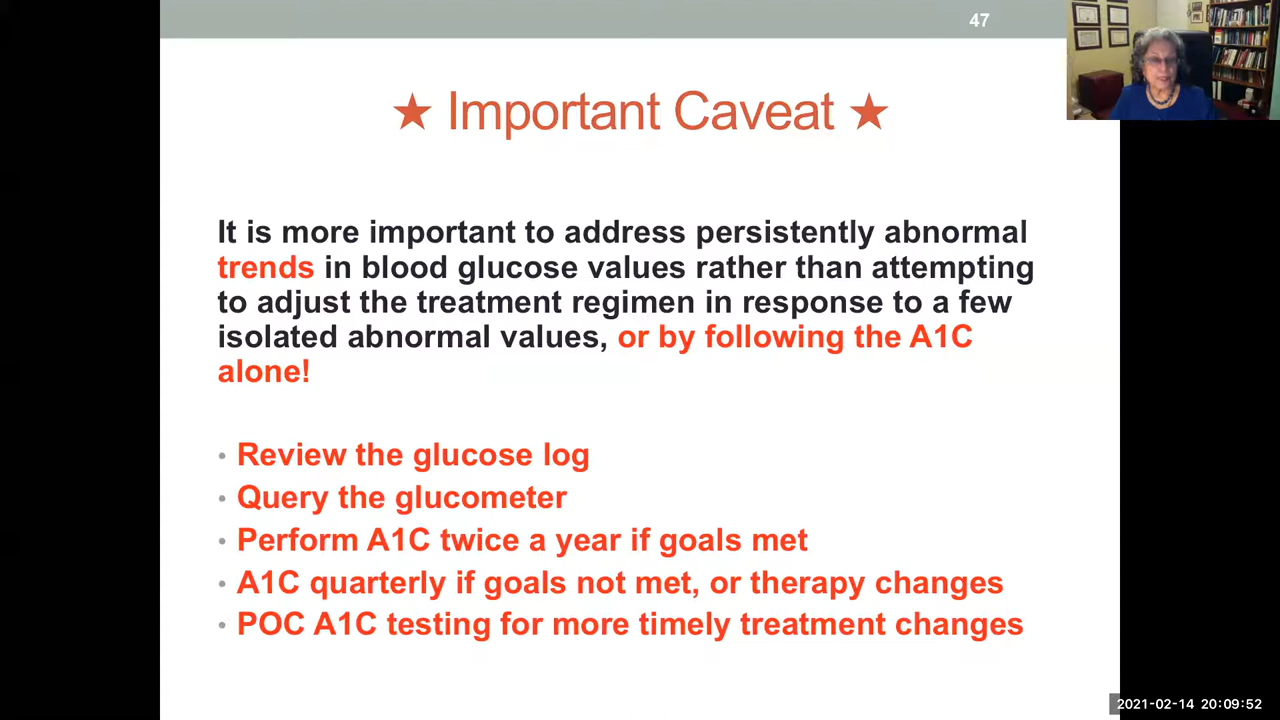 47
★ Important Caveat ★
It is more important to address persistently abnormal
trends in blood glucose values rather than attempting
to adjust the treatment regimen in response to a few
isolated abnormal values, or by following the A1C
alone!
• Review the glucose log
• Query the glucometer
• Perform A1C twice a year if goals met
• A1C quarterly if goals not met, or therapy changes
• POC A1C testing for more timely treatment changes
2021-02-14 20:09:52